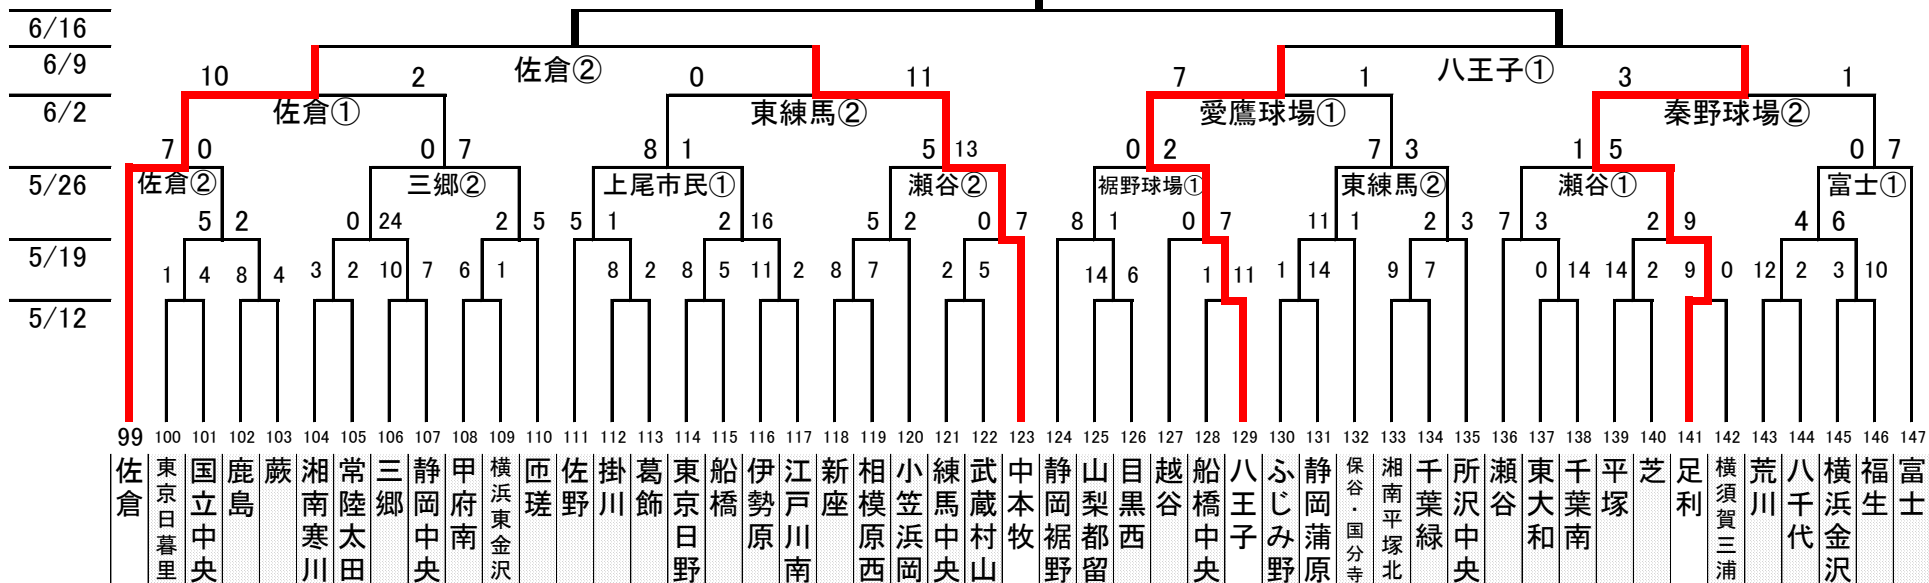 6/16
6/9
6/2
5/26
5/19
5/12
佐倉② 八王子①
10 2 0 11 7 1 3 1
佐倉① 東練馬② 愛鷹球場① 秦野球場②
7 0 0 7 8 1 5 13 0 2 7 3 1 5 0 7
佐倉② 三郷② 上尾市民① 瀬谷② 裾野球場① 東練馬② 瀬谷① 富士①
5 2 0 24 2 5 5 1 2 16 5 2 0 7 8 1 0 7 11 1 2 3 7 3 2 9 4 6
1 4 8 4 3 2 10 7 6 1 8 2 8 5 11 2 8 7 2 5 14 6 1 11 1 14 9 7 0 14 14 2 9 0 12 2 3 10
99 100 101 102 103 104 105 106 107 108 109 110 111 112 113 114 115 116 117 118 119 120 121 122 123 124 125 126 127 128 129 130 131 132 133 134 135 136 137 138 139 140 141 142 143 144 145 146 147
佐倉
東京日暮里
国立中央
鹿島
蕨
湘南寒川
常陸太田
三郷
静岡中央
甲府南
横浜東金沢
匝瑳
佐野
掛川
葛飾
東京日野
船橋
伊勢原
江戸川南
新座
相模原西
小笠浜岡
練馬中央
武蔵村山
中本牧
静岡裾野
山梨都留
目黒西
越谷
船橋中央
八王子
ふじみ野
静岡蒲原
保谷・国分寺
湘南平塚北
千葉緑
所沢中央
瀬谷
東大和
千葉南
平塚
芝
足利
横須賀三浦
荒川
八千代
横浜金沢
福生
富士